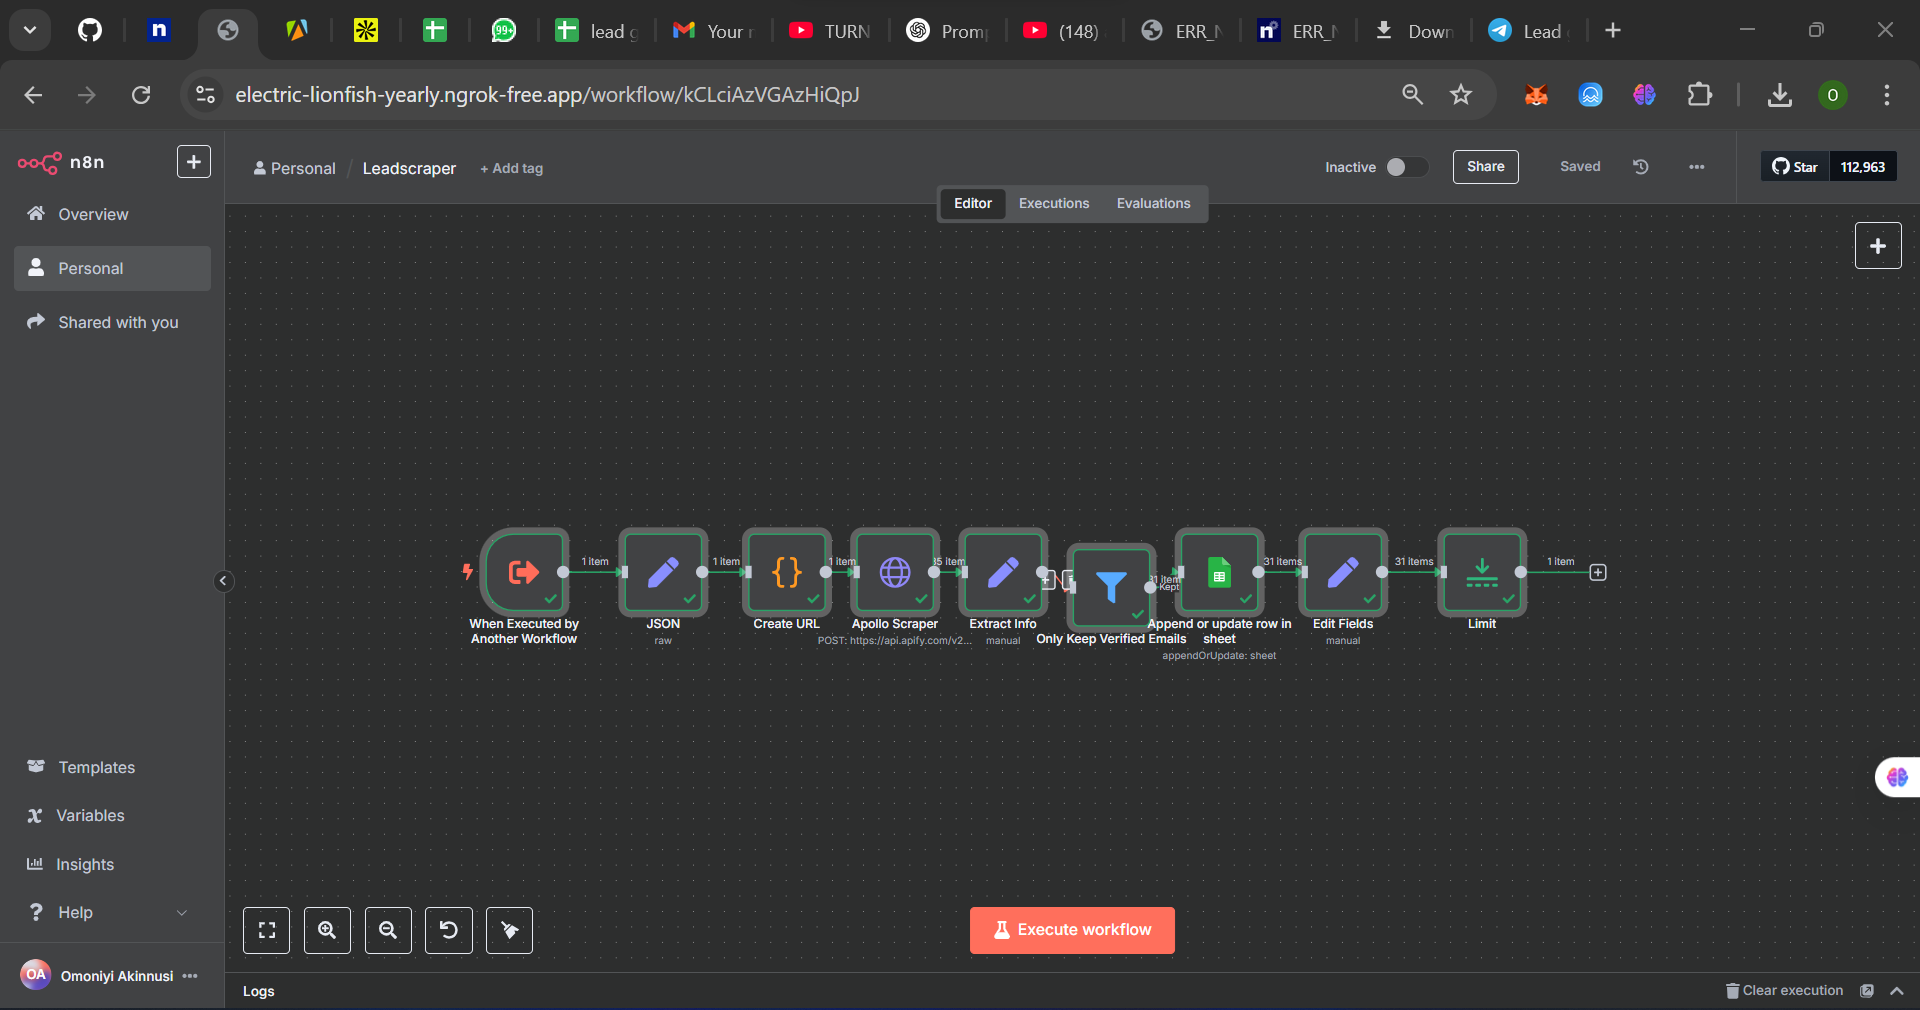 99+
lead g
Your r
TURN
Prom
(148)
ERR_N
ERR_N
Down
Lead
electric-lionfish-yearly.ngrok-free.app/workflow/kCLciAzVGAzHiQpJ
O
n8n
Personal / Leadscraper + Add tag
Inactive
Share
Saved
Star 112,963
Editor Executions Evaluations
Overview
Personal
Shared with you
1 item
1 item
1 item
35 item
31 item
Kept
31 items
31 items
1 item
When Executed by
Another Workflow
JSON
raw
Create URL
Apollo Scraper
POST: https://api.apify.com/v2...
Extract Info
manual
Only Keep Verified Emails
Append or update row in
sheet
appendOrUpdate: sheet
Edit Fields
manual
Limit
Templates
Variables
Insights
Help
Execute workflow
OA Omoniyi Akinnusi
Logs
Clear execution